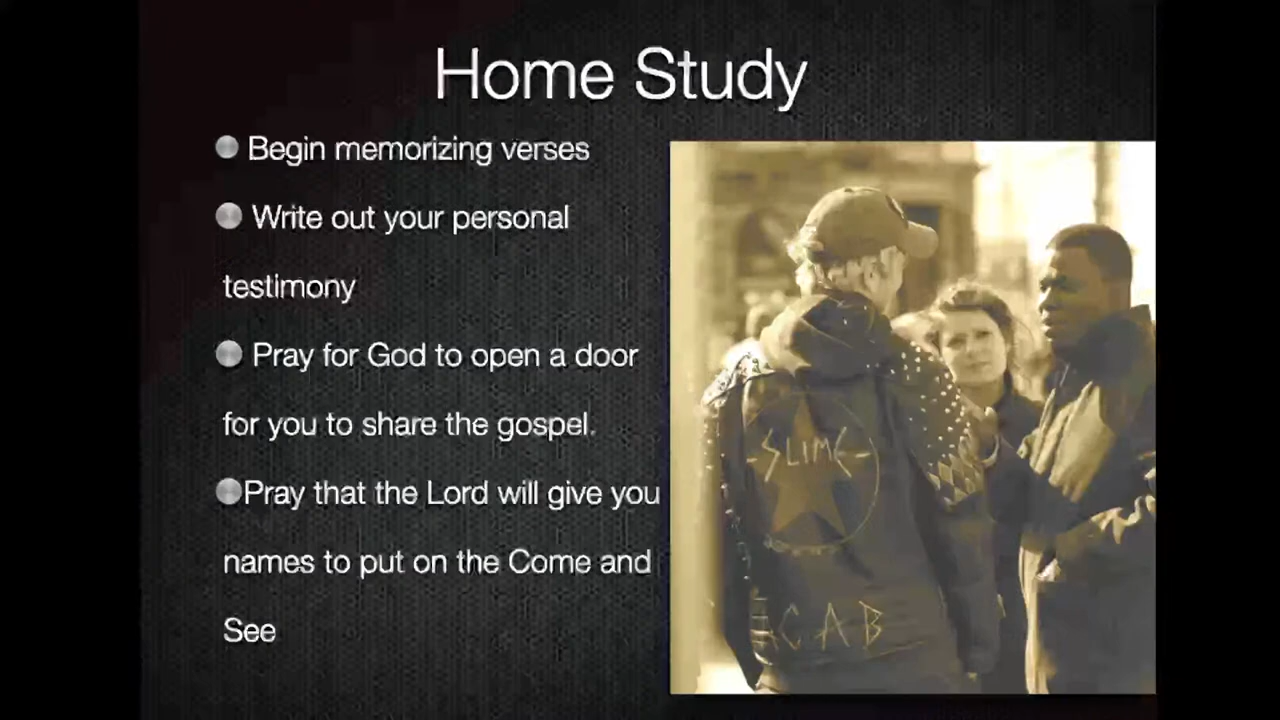 Home Study
Begin memorizing verses
Write out your personal
testimony
Pray for God to open a door
for you to share the gospel.
Pray that the Lord will give you
names to put on the Come and
See
-SLIME-
ACAB